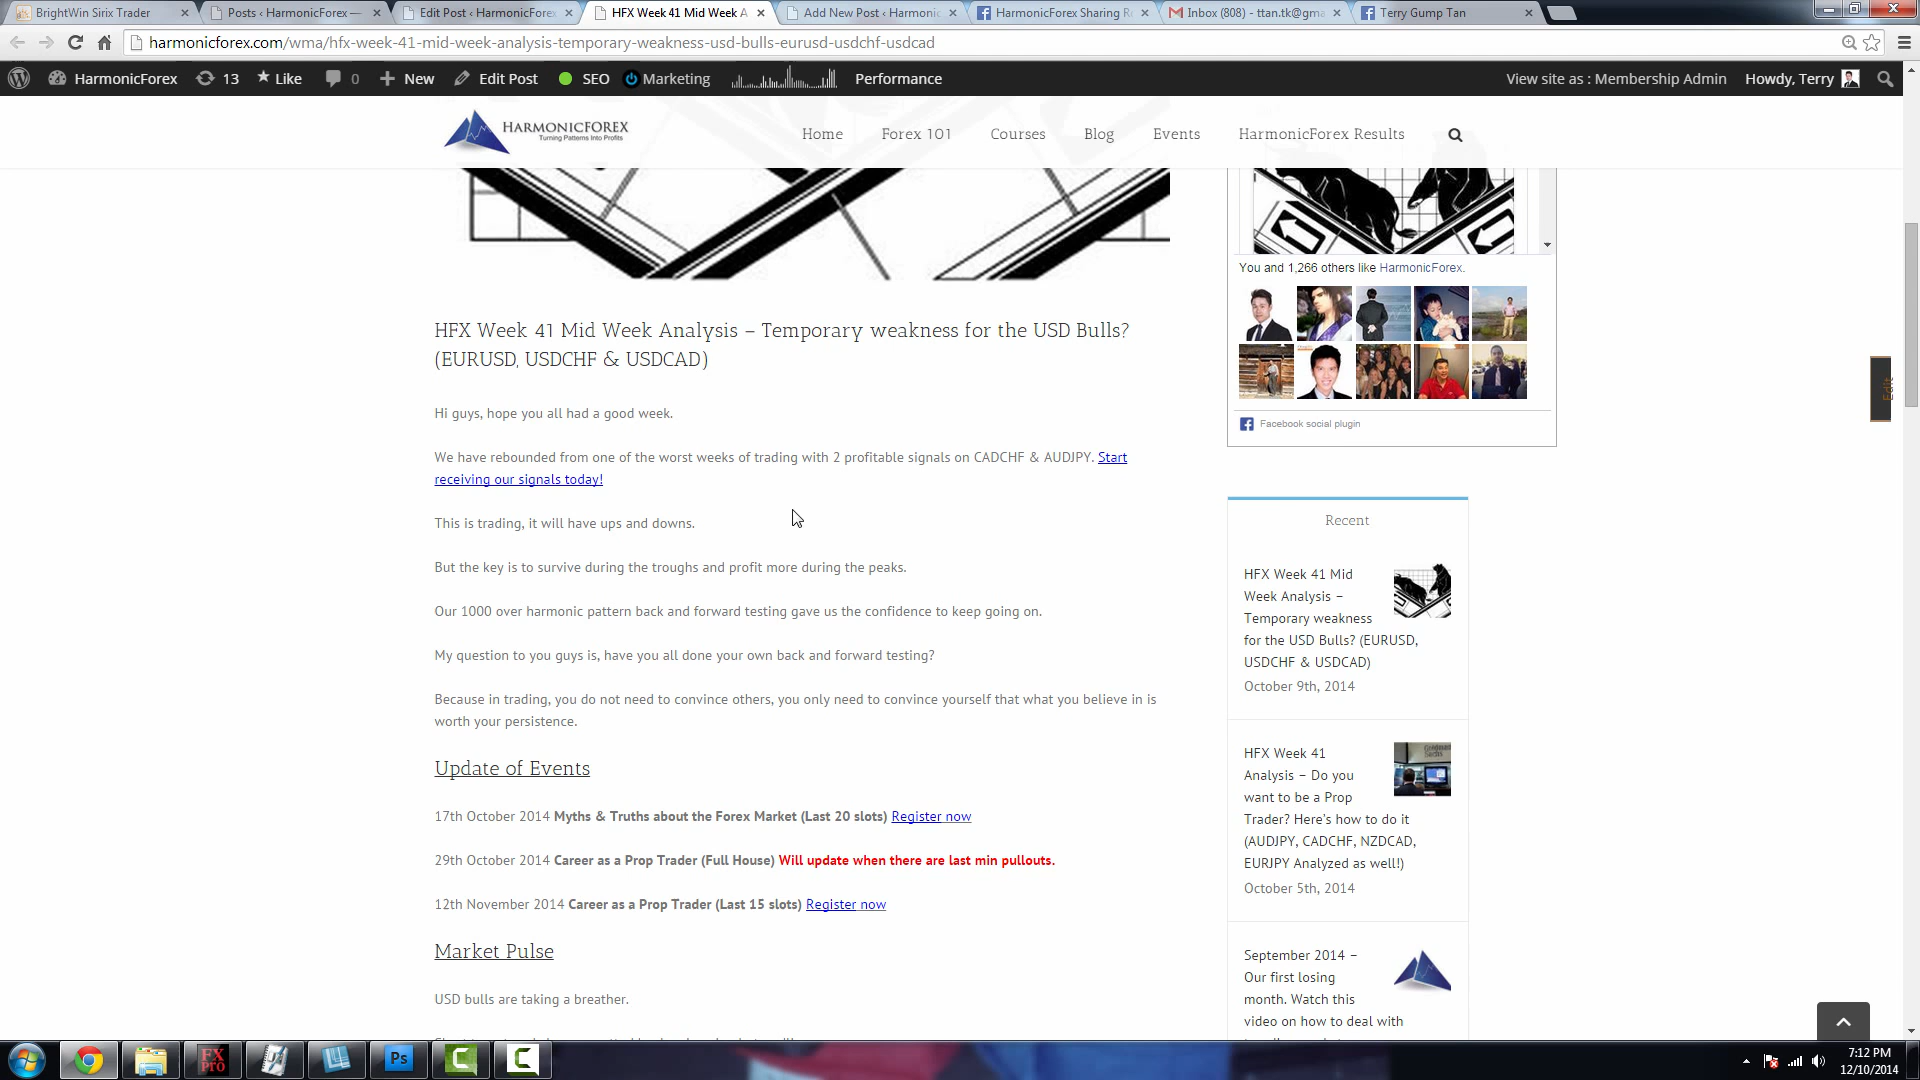 BrightWin Sirix Trader
Posts ‹ HarmonicForex —
Edit Post ‹ HarmonicForex
HFX Week 41 Mid Week A
Add New Post ‹ Harmonic
HarmonicForex Sharing R
Inbox (808) - ttan.tk@gma
Terry Gump Tan
harmonicforex.com/wma/hfx-week-41-mid-week-analysis-temporary-weakness-usd-bulls-eurusd-usdchf-usdcad
HarmonicForex
13
Like
0
New
Edit Post
SEO
Marketing
Performance
View site as : Membership Admin
Howdy, Terry
HARMONICFOREX
Turning Patterns Into Profits
Home
Forex 101
Courses
Blog
Events
HarmonicForex Results
HFX Week 41 Mid Week Analysis – Temporary weakness for the USD Bulls?
(EURUSD, USDCHF & USDCAD)
Hi guys, hope you all had a good week.
We have rebounded from one of the worst weeks of trading with 2 profitable signals on CADCHF & AUDJPY. Start
receiving our signals today!
This is trading, it will have ups and downs.
But the key is to survive during the troughs and profit more during the peaks.
Our 1000 over harmonic pattern back and forward testing gave us the confidence to keep going on.
My question to you guys is, have you all done your own back and forward testing?
Because in trading, you do not need to convince others, you only need to convince yourself that what you believe in is
worth your persistence.
Update of Events
17th October 2014 Myths & Truths about the Forex Market (Last 20 slots) Register now
29th October 2014 Career as a Prop Trader (Full House) Will update when there are last min pullouts.
12th November 2014 Career as a Prop Trader (Last 15 slots) Register now
Market Pulse
USD bulls are taking a breather.
You and 1,266 others like HarmonicForex.
Facebook social plugin
Recent
HFX Week 41 Mid
Week Analysis –
Temporary weakness
for the USD Bulls? (EURUSD,
USDCHF & USDCAD)
October 9th, 2014
HFX Week 41
Analysis – Do you
want to be a Prop
Trader? Here's how to do it
(AUDJPY, CADCHF, NZDCAD,
EURJPY Analyzed as well!)
October 5th, 2014
September 2014 –
Our first losing
month. Watch this
video on how to deal with
Edit
FX
Pro
Ps
7:12 PM
12/10/2014